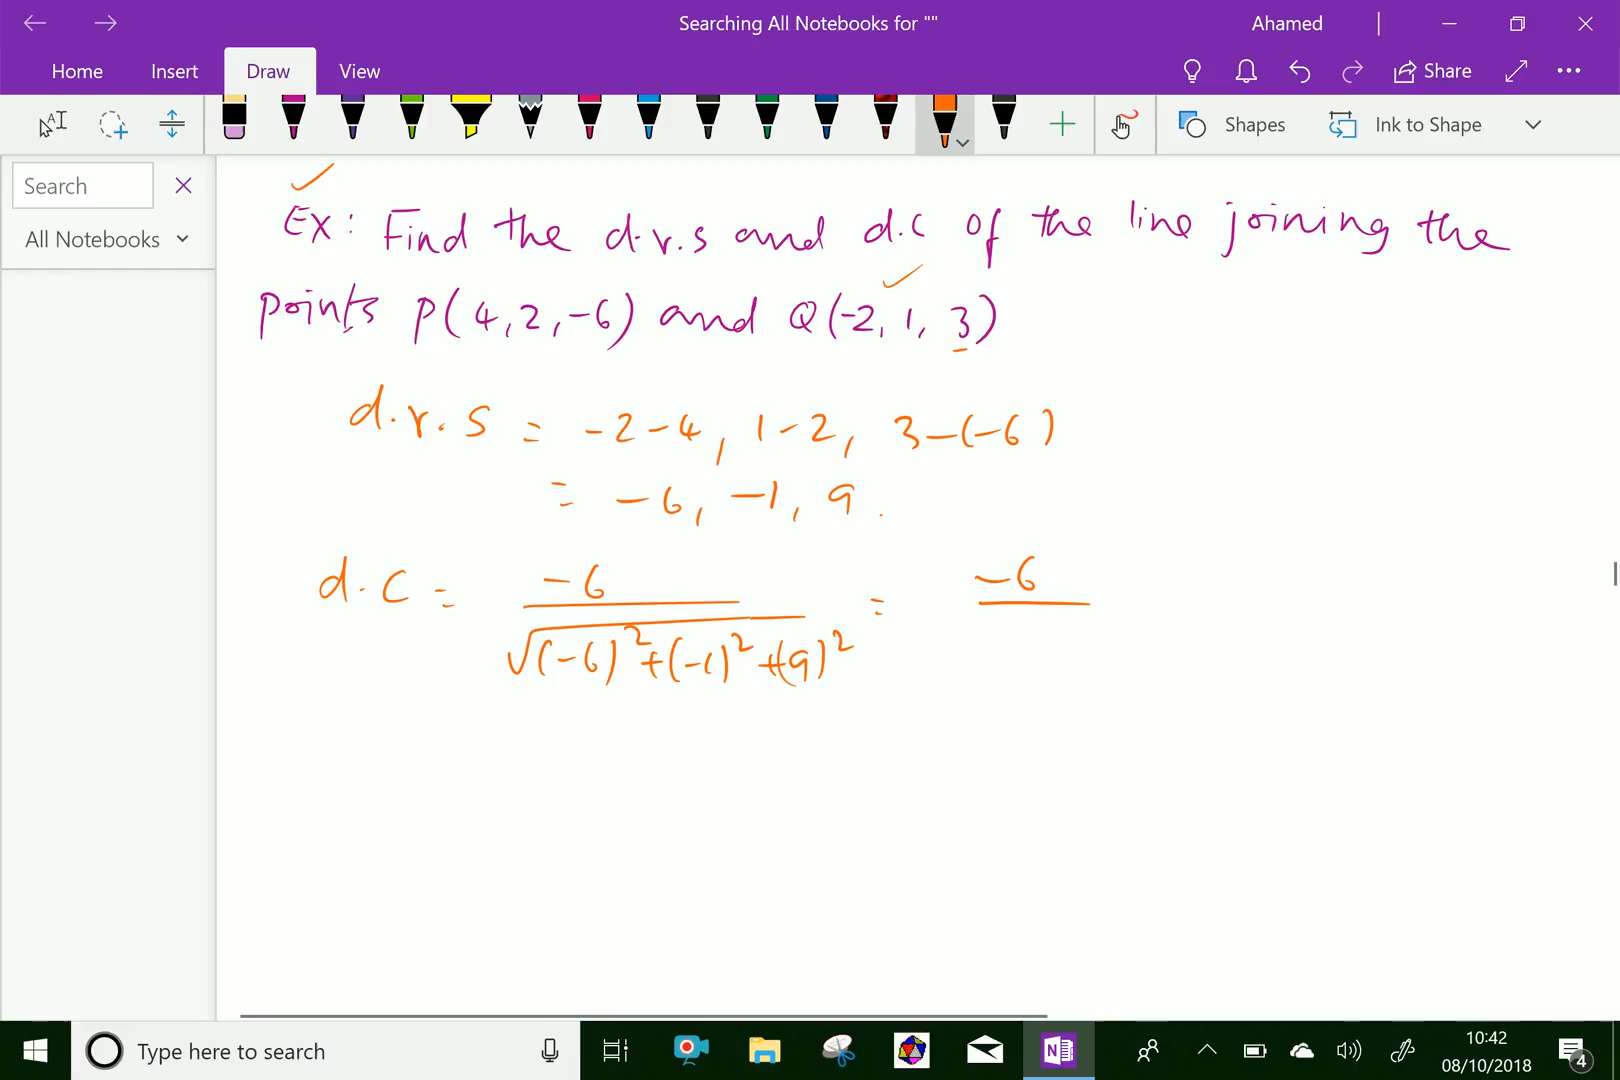 Searching All Notebooks for ""
Ahamed
Home Insert Draw View
Share
Shapes
Ink to Shape
Search
All Notebooks
Ex: Find the d.r.s and d.c of the line joining the
points P(4,2,-6) and Q(-2, 1, 3)
d.r.s = -2-4, 1-2, 3-(-6)
= -6, -1, 9.
d.c = -6/√(-6)²+(-1)²+(9)² = -6/
Type here to search
10:42
08/10/2018
4